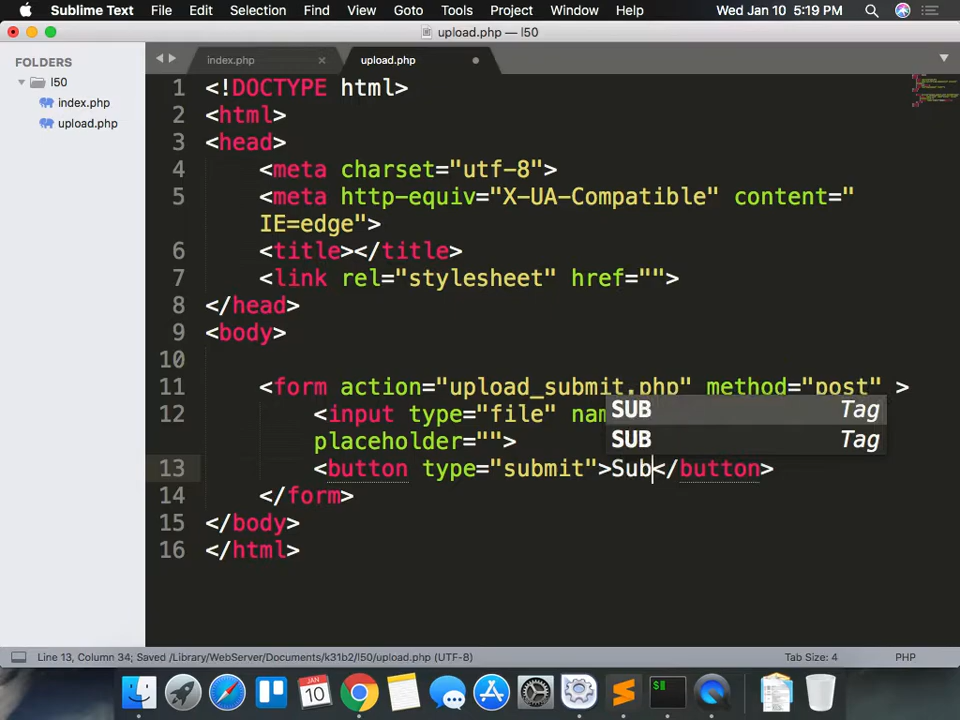 Sublime Text File Edit Selection Find View Goto Tools Project Window Help Wed Jan 10 5:19 PM
upload.php — l50
FOLDERS
l50
index.php
upload.php
index.php × upload.php
1 <!DOCTYPE html>
2 <html>
3 <head>
4 <meta charset="utf-8">
5 <meta http-equiv="X-UA-Compatible" content="
IE=edge">
6 <title></title>
7 <link rel="stylesheet" href="">
8 </head>
9 <body>
10
11 <form action="upload_submit.php" method="post" >
12 <input type="file"
SUB Tag
placeholder="">
SUB Tag
13 <button type="submit">Sub</button>
14 </form>
15 </body>
16 </html>
Line 13, Column 34; Saved /Library/WebServer/Documents/k31b2/l50/upload.php (UTF-8) Tab Size: 4 PHP
JAN
10